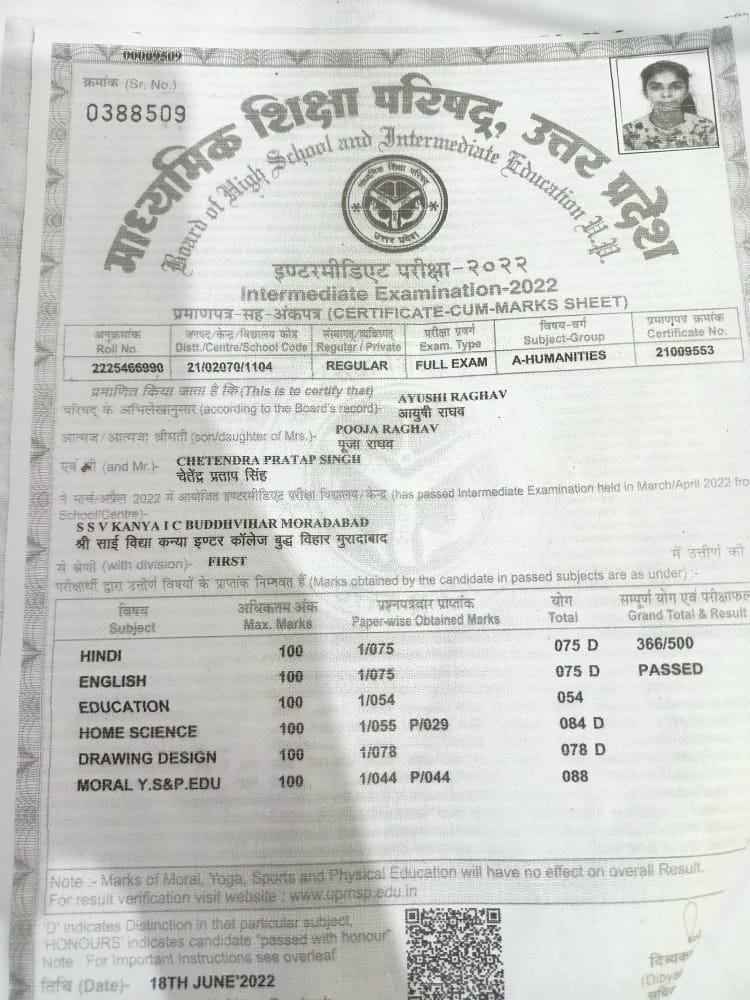 00009509
क्रमांक (Sr. No.)
0388509
माध्यमिक शिक्षा परिषद्, उत्तर प्रदेश
Board of High School and Intermediate Education U.P.
माध्यमिक शिक्षा परिषद्
उत्तर प्रदेश
इण्टरमीडिएट परीक्षा-२०२२
Intermediate Examination-2022
प्रमाणपत्र-सह-अंकपत्र (CERTIFICATE-CUM-MARKS SHEET)
अनुक्रमांक जनपद/केन्द्र/विद्यालय कोड संस्थागत/व्यक्तिगत परीक्षा प्रवर्ग विषय-वर्ग प्रमाणपत्र क्रमांक
Roll No. Distt./Centre/School Code Regular / Private Exam. Type Subject-Group Certificate No.
2225466990 21/02070/1104 REGULAR FULL EXAM A-HUMANITIES 21009553
प्रमाणित किया जाता है कि (This is to certify that)
AYUSHI RAGHAV
परिषद् के अभिलेखानुसार (according to the Board's record)- आयुषी राघव
POOJA RAGHAV
आत्मज / आत्मजा श्रीमती (son/daughter of Mrs.)- पूजा राघव
CHETENDRA PRATAP SINGH
एवं श्री (and Mr.)- चेतेंद्र प्रताप सिंह
ने मार्च/अप्रैल 2022 में आयोजित इण्टरमीडिएट परीक्षा विद्यालय/केन्द्र (has passed Intermediate Examination held in March/April 2022 fro
School/Centre)-
S S V KANYA I C BUDDHVIHAR MORADABAD
श्री साई विद्या कन्या इण्टर कॉलेज बुद्ध विहार मुरादाबाद
से श्रेणी (with division)- FIRST में उत्तीर्ण की
परीक्षार्थी द्वारा उत्तीर्ण विषयों के प्राप्तांक निम्नवत हैं (Marks obtained by the candidate in passed subjects are as under) :-
विषय अधिकतम अंक प्रश्नपत्रवार प्राप्तांक योग सम्पूर्ण योग एवं परीक्षाफल
Subject Max. Marks Paper-wise Obtained Marks Total Grand Total & Result
HINDI 100 1/075 075 D 366/500
ENGLISH 100 1/075 075 D PASSED
EDUCATION 100 1/054 054
HOME SCIENCE 100 1/055 P/029 084 D
DRAWING DESIGN 100 1/078 078 D
MORAL Y.S&P.EDU 100 1/044 P/044 088
Note :- Marks of Moral, Yoga, Sports and Physical Education will have no effect on overall Result.
For result verification visit website : www.upmsp.edu.in
'D' indicates Distinction in that particular subject,
'HONOURS' indicates candidate "passed with honour"
Note : For Important Instructions see overleaf
तिथि (Date)- 18TH JUNE'2022
दिव्यका
(Dibya
सचिव